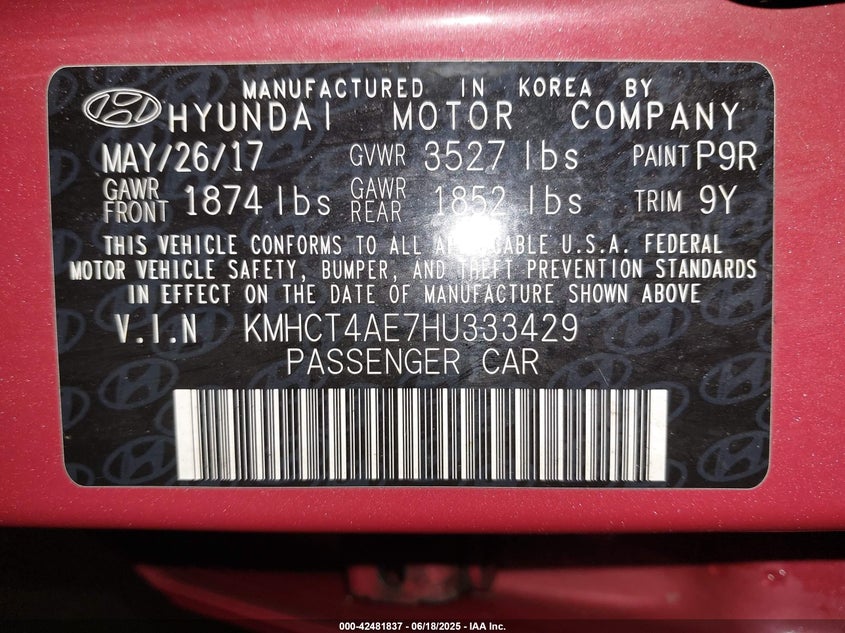 MANUFACTURED IN KOREA BY
HYUNDAI MOTOR COMPANY
MAY/26/17 GVWR 3527 lbs PAINT P9R
GAWR FRONT 1874 lbs GAWR REAR 1852 lbs TRIM 9Y
THIS VEHICLE CONFORMS TO ALL APPLICABLE U.S.A. FEDERAL
MOTOR VEHICLE SAFETY, BUMPER, AND THEFT PREVENTION STANDARDS
IN EFFECT ON THE DATE OF MANUFACTURE SHOWN ABOVE
V.I.N KMHCT4AE7HU333429
PASSENGER CAR
000-42481837 - 06/18/2025 - IAA Inc.